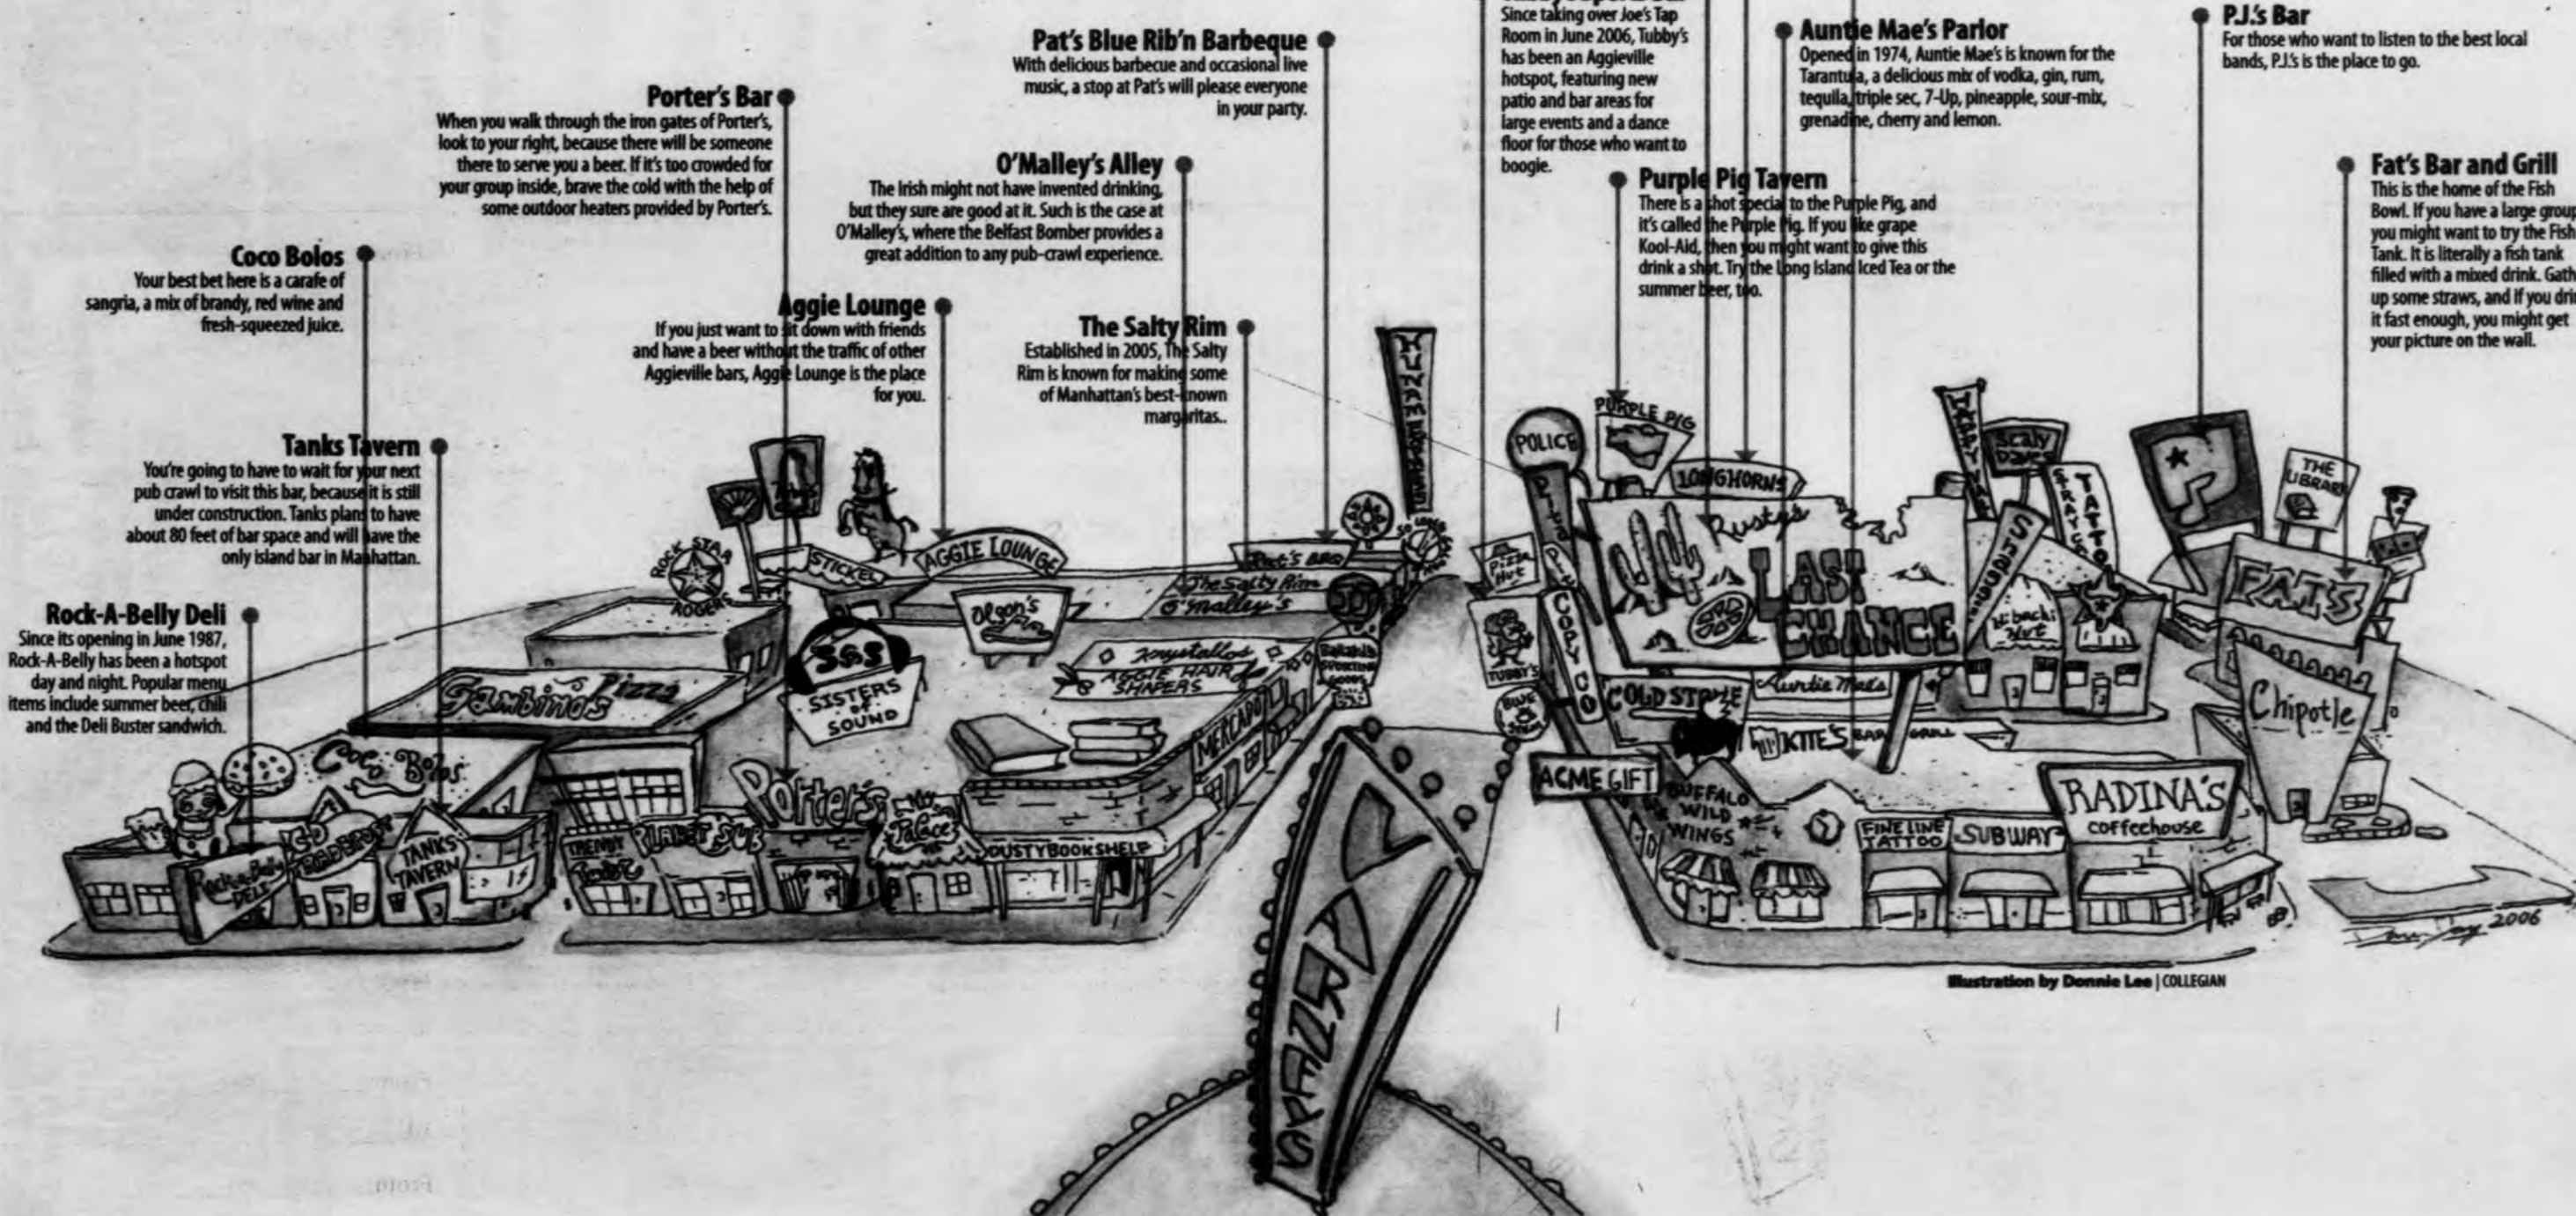 Since taking over Joe's Tap
Room in June 2006, Tubby's
has been an Aggieville
hotspot, featuring new
patio and bar areas for
large events and a dance
floor for those who want to
boogie.
Auntie Mae's Parlor
Opened in 1974, Auntie Mae's is known for the
Tarantula, a delicious mix of vodka, gin, rum,
tequila, triple sec, 7-Up, pineapple, sour-mix,
grenadine, cherry and lemon.
P.J.'s Bar
For those who want to listen to the best local
bands, P.J.'s is the place to go.
Pat's Blue Rib'n Barbeque
With delicious barbecue and occasional live
music, a stop at Pat's will please everyone
in your party.
Porter's Bar
When you walk through the iron gates of Porter's,
look to your right, because there will be someone
there to serve you a beer. If it's too crowded for
your group inside, brave the cold with the help of
some outdoor heaters provided by Porter's.
O'Malley's Alley
The Irish might not have invented drinking,
but they sure are good at it. Such is the case at
O'Malley's, where the Belfast Bomber provides a
great addition to any pub-crawl experience.
Purple Pig Tavern
There is a shot special to the Purple Pig, and
it's called the Purple Pig. If you like grape
Kool-Aid, then you might want to give this
drink a shot. Try the Long Island Iced Tea or the
summer beer, too.
Fat's Bar and Grill
This is the home of the Fish
Bowl. If you have a large group
you might want to try the Fish
Tank. It is literally a fish tank
filled with a mixed drink. Gath
up some straws, and if you drin
it fast enough, you might get
your picture on the wall.
Coco Bolos
Your best bet here is a carafe of
sangria, a mix of brandy, red wine and
fresh-squeezed juice.
Aggie Lounge
If you just want to sit down with friends
and have a beer without the traffic of other
Aggieville bars, Aggie Lounge is the place
for you.
The Salty Rim
Established in 2005, The Salty
Rim is known for making some
of Manhattan's best-known
margaritas..
Tanks Tavern
You're going to have to wait for your next
pub crawl to visit this bar, because it is still
under construction. Tanks plans to have
about 80 feet of bar space and will have the
only island bar in Manhattan.
Rock-A-Belly Deli
Since its opening in June 1987,
Rock-A-Belly has been a hotspot
day and night. Popular menu
items include summer beer, chili
and the Deli Buster sandwich.
ROCK STAR
ROGERS
STICKEL
AGGIE LOUNGE
Olson's
Pat's BBQ
The Salty Rim
O'Malley's
Krystallos
AGGIE HAIR
SHAPERS
SISTERS
of
SOUND
Gambino's Pizza
Coco Bolos
MERCADO
Porter's
PLANET SUB
TRENDY
Palace
DUSTY BOOKSHELF
Rock-a-Belly
DELI
TANKS
TAVERN
VARSITY
POLICE
PURPLE PIG
LONGHORNS
Pizza
Hut
PITA PIT
TUBBY'S
COPY CO
Rusty's
LAST
CHANCE
COLD STONE
Auntie Mae's
KITE'S BAR GRILL
ACME GIFT
BUFFALO
WILD
WINGS
FINE LINE
TATTOO
SUBWAY
RADINA'S
coffeehouse
Scaly
Dave's
STRAY CAT
TATTOO
Hibachi
Hut
THE
LIBRARY
FATS
Chipotle
2006
Illustration by Donnie Lee | COLLEGIAN